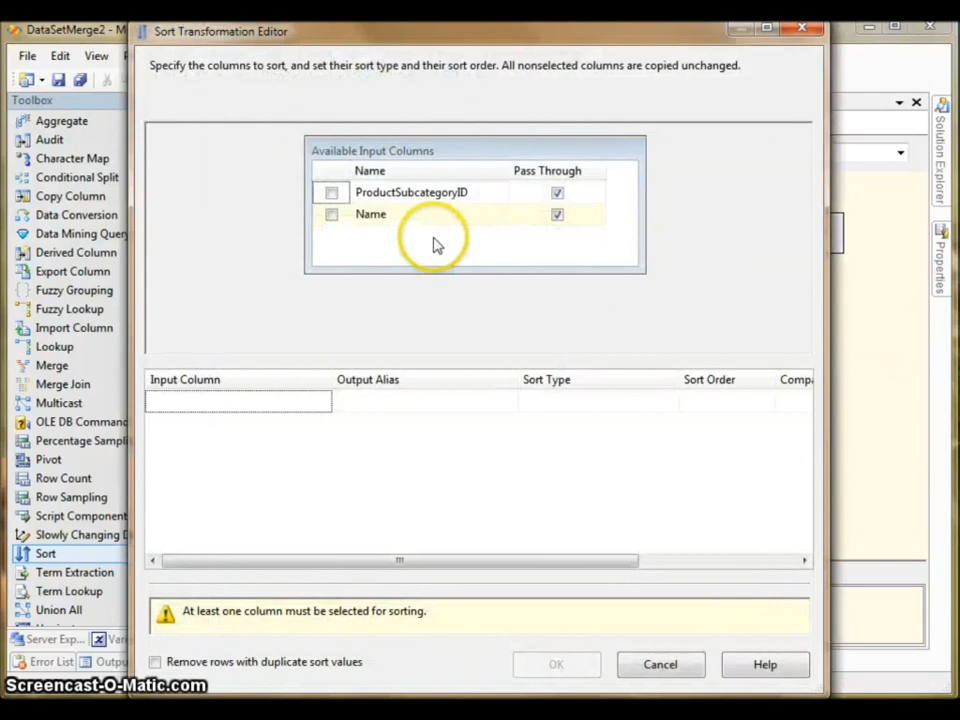 DataSetMerge2 - M
Sort Transformation Editor
File Edit View
Specify the columns to sort, and set their sort type and their sort order. All nonselected columns are copied unchanged.
Toolbox
Aggregate
Audit
Character Map
Conditional Split
Copy Column
Data Conversion
Data Mining Query
Derived Column
Export Column
Fuzzy Grouping
Fuzzy Lookup
Import Column
Lookup
Merge
Merge Join
Multicast
OLE DB Command
Percentage Sampli
Pivot
Row Count
Row Sampling
Script Component
Slowly Changing D
Sort
Term Extraction
Term Lookup
Union All
Server Exp... Var
Error List Outpu
Available Input Columns
Name Pass Through
ProductSubcategoryID
Name
Input Column Output Alias Sort Type Sort Order Compa
At least one column must be selected for sorting.
Remove rows with duplicate sort values
OK Cancel Help
Solution Explorer
Properties
Screencast-O-Matic.com